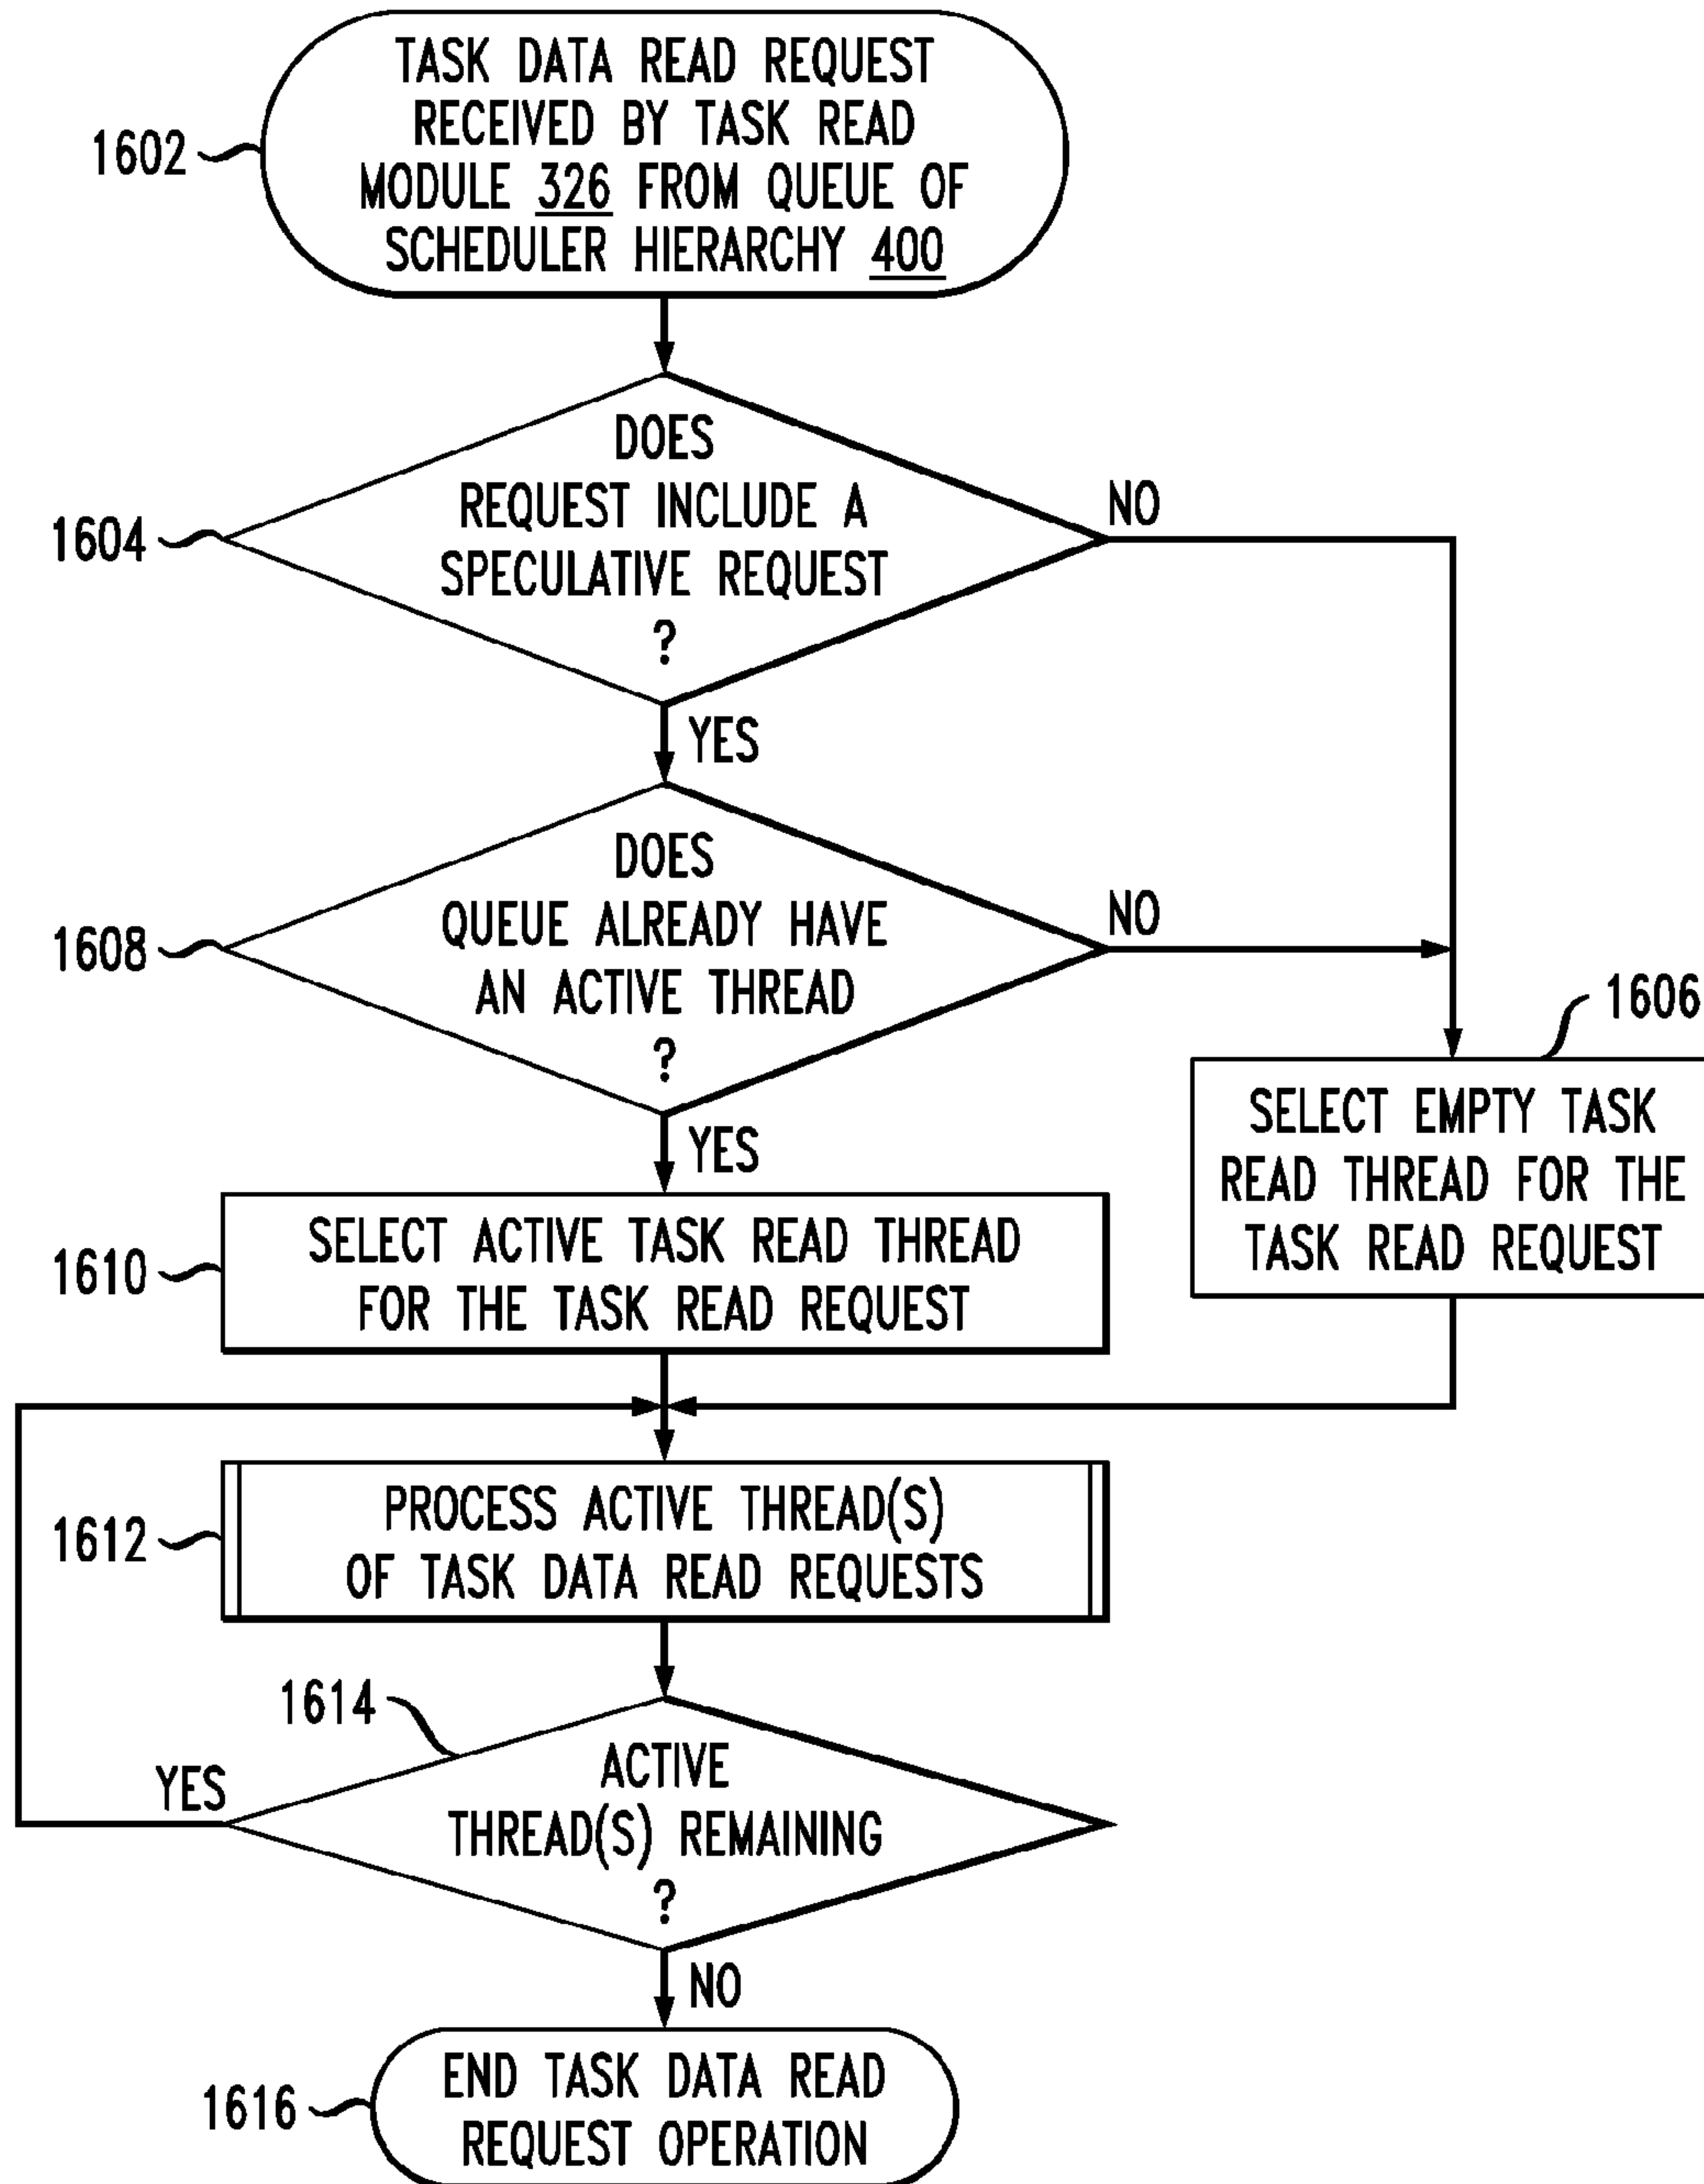 TASK DATA READ REQUEST
RECEIVED BY TASK READ
MODULE 326 FROM QUEUE OF
SCHEDULER HIERARCHY 400
1602
DOES
REQUEST INCLUDE A
SPECULATIVE REQUEST
?
1604
NO
YES
DOES
QUEUE ALREADY HAVE
AN ACTIVE THREAD
?
1608
NO
YES
1606
SELECT EMPTY TASK
READ THREAD FOR THE
TASK READ REQUEST
SELECT ACTIVE TASK READ THREAD
FOR THE TASK READ REQUEST
1610
PROCESS ACTIVE THREAD(S)
OF TASK DATA READ REQUESTS
1612
1614
ACTIVE
THREAD(S) REMAINING
?
YES
NO
END TASK DATA READ
REQUEST OPERATION
1616